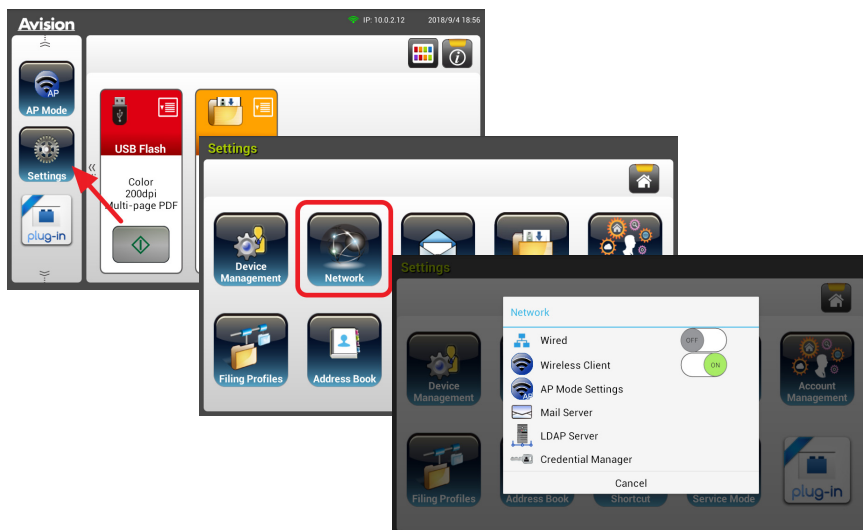 Avision
IP: 10.0.2.12
2018/9/4 18:56
AP
AP Mode
Settings
plug-in
USB Flash
Color
200dpi
Multi-page PDF
Settings
Device
Management
Network
Filing Profiles
Address Book
Settings
Device
Management
Account
Management
Filing Profiles
Address Book
Shortcut
Service Mode
plug-in
Network
Wired
OFF
Wireless Client
ON
AP
AP Mode Settings
Mail Server
LDAP Server
Credential Manager
Cancel